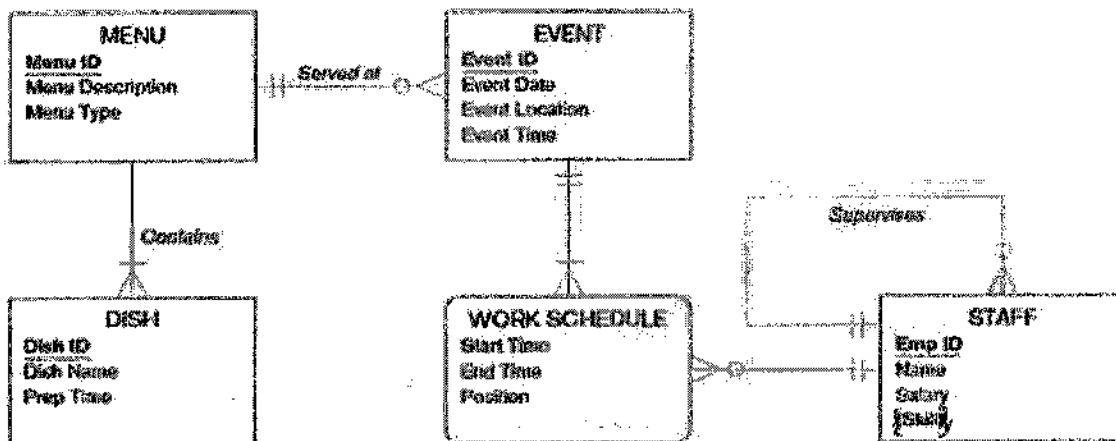 MENU
Menu ID
Menu Description
Menu Type
Served at
EVENT
Event ID
Event Date
Event Location
Event Time
Contains
Supervises
DISH
Dish ID
Dish Name
Prep Time
WORK SCHEDULE
Start Time
End Time
Position
STAFF
Emp ID
Name
Salary
{Skill}